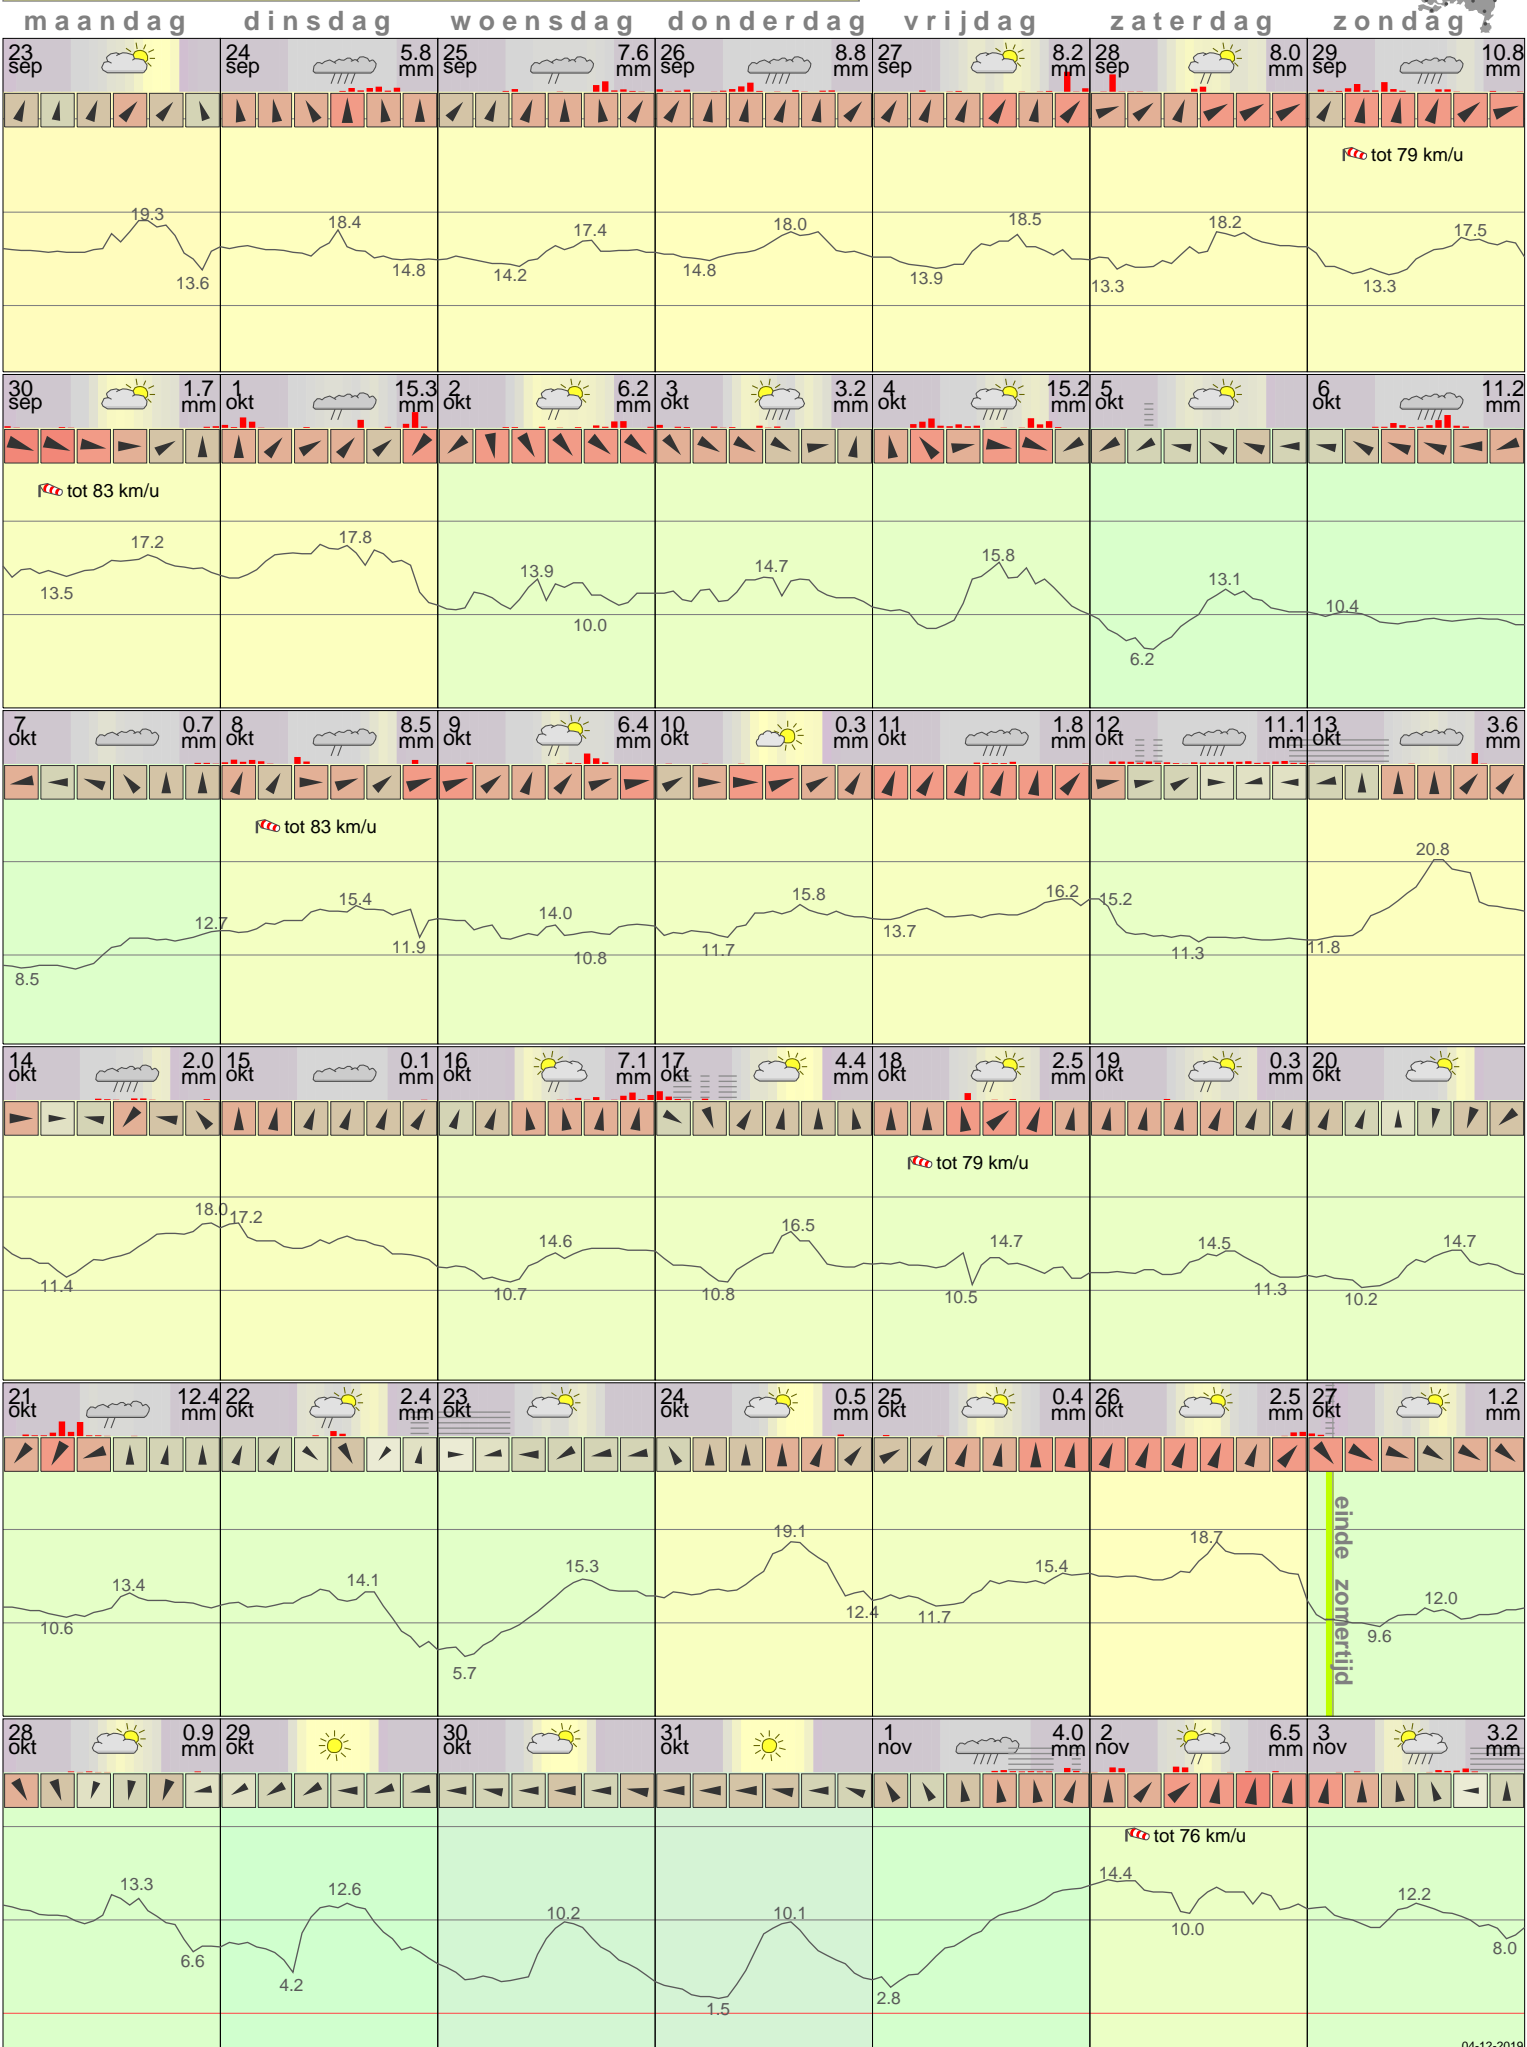 maandag dinsdag woensdag donderdag vrijdag zaterdag zondag
23 sep
24 sep 5.8 mm
25 sep 7.6 mm
26 sep 8.8 mm
27 sep 8.2 mm
28 sep 8.0 mm
29 sep 10.8 mm
tot 79 km/u
19.3 13.6
18.4 14.8
14.2 17.4
14.8 18.0
13.9 18.5
13.3 18.2
13.3 17.5
30 sep 1.7 mm
1 okt 15.3 mm
2 okt 6.2 mm
3 okt 3.2 mm
4 okt 15.2 mm
5 okt
6 okt 11.2 mm
tot 83 km/u
13.5 17.2
17.8
13.9 10.0
14.7
15.8
6.2 13.1
10.4
7 okt 0.7 mm
8 okt 8.5 mm
9 okt 6.4 mm
10 okt 0.3 mm
11 okt 1.8 mm
12 okt 11.1 mm
13 okt 3.6 mm
tot 83 km/u
8.5 12.7
15.4 11.9
14.0 10.8
11.7 15.8
13.7 16.2
15.2 11.3
11.8 20.8
14 okt 2.0 mm
15 okt 0.1 mm
16 okt 7.1 mm
17 okt 4.4 mm
18 okt 2.5 mm
19 okt 0.3 mm
20 okt
tot 79 km/u
11.4 18.0
17.2
10.7 14.6
10.8 16.5
10.5 14.7
14.5 11.3
10.2 14.7
21 okt 12.4 mm
22 okt 2.4 mm
23 okt
24 okt 0.5 mm
25 okt 0.4 mm
26 okt 2.5 mm
27 okt 1.2 mm
einde zomertijd
10.6 13.4
14.1
5.7 15.3
19.1 12.4
11.7 15.4
18.7
9.6 12.0
28 okt 0.9 mm
29 okt
30 okt
31 okt
1 nov 4.0 mm
2 nov 6.5 mm
3 nov 3.2 mm
tot 76 km/u
13.3 6.6
4.2 12.6
10.2
1.5 10.1
2.8
14.4 10.0
12.2 8.0
04-12-2019